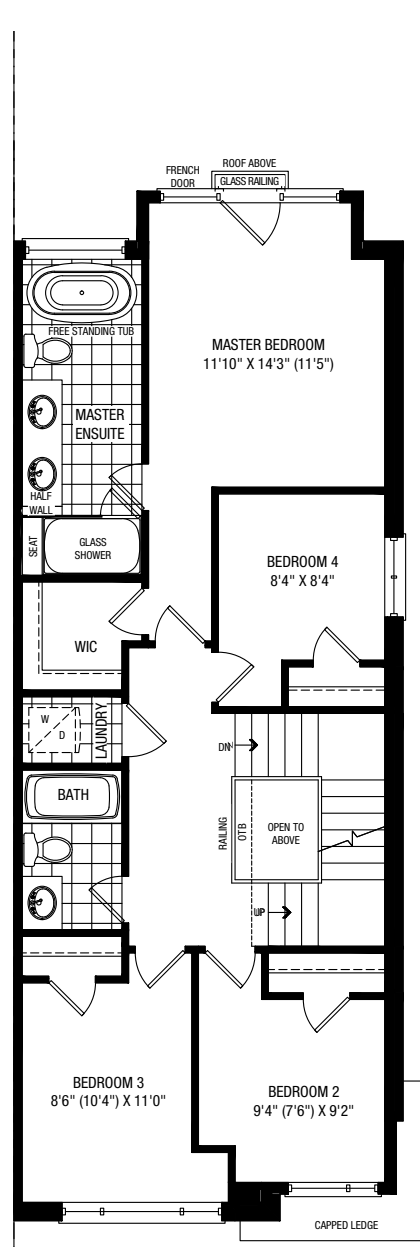 ROOF ABOVE
FRENCH
DOOR
GLASS RAILING
FREE STANDING TUB
MASTER BEDROOM
11'10" X 14'3" (11'5")
MASTER
ENSUITE
HALF
WALL
SEAT
GLASS
SHOWER
BEDROOM 4
8'4" X 8'4"
WIC
W
D
LAUNDRY
DN
BATH
RAILING
OTB
OPEN TO
ABOVE
UP
BEDROOM 3
8'6" (10'4") X 11'0"
BEDROOM 2
9'4" (7'6") X 9'2"
CAPPED LEDGE